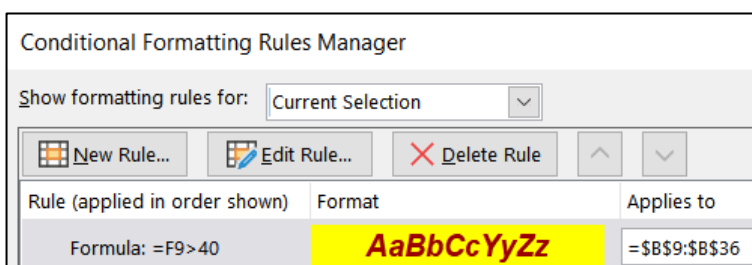 Conditional Formatting Rules Manager
Show formatting rules for: Current Selection
New Rule... Edit Rule... Delete Rule
Rule (applied in order shown) Format Applies to
Formula: =F9>40 AaBbCcYyZz =$B$9:$B$36